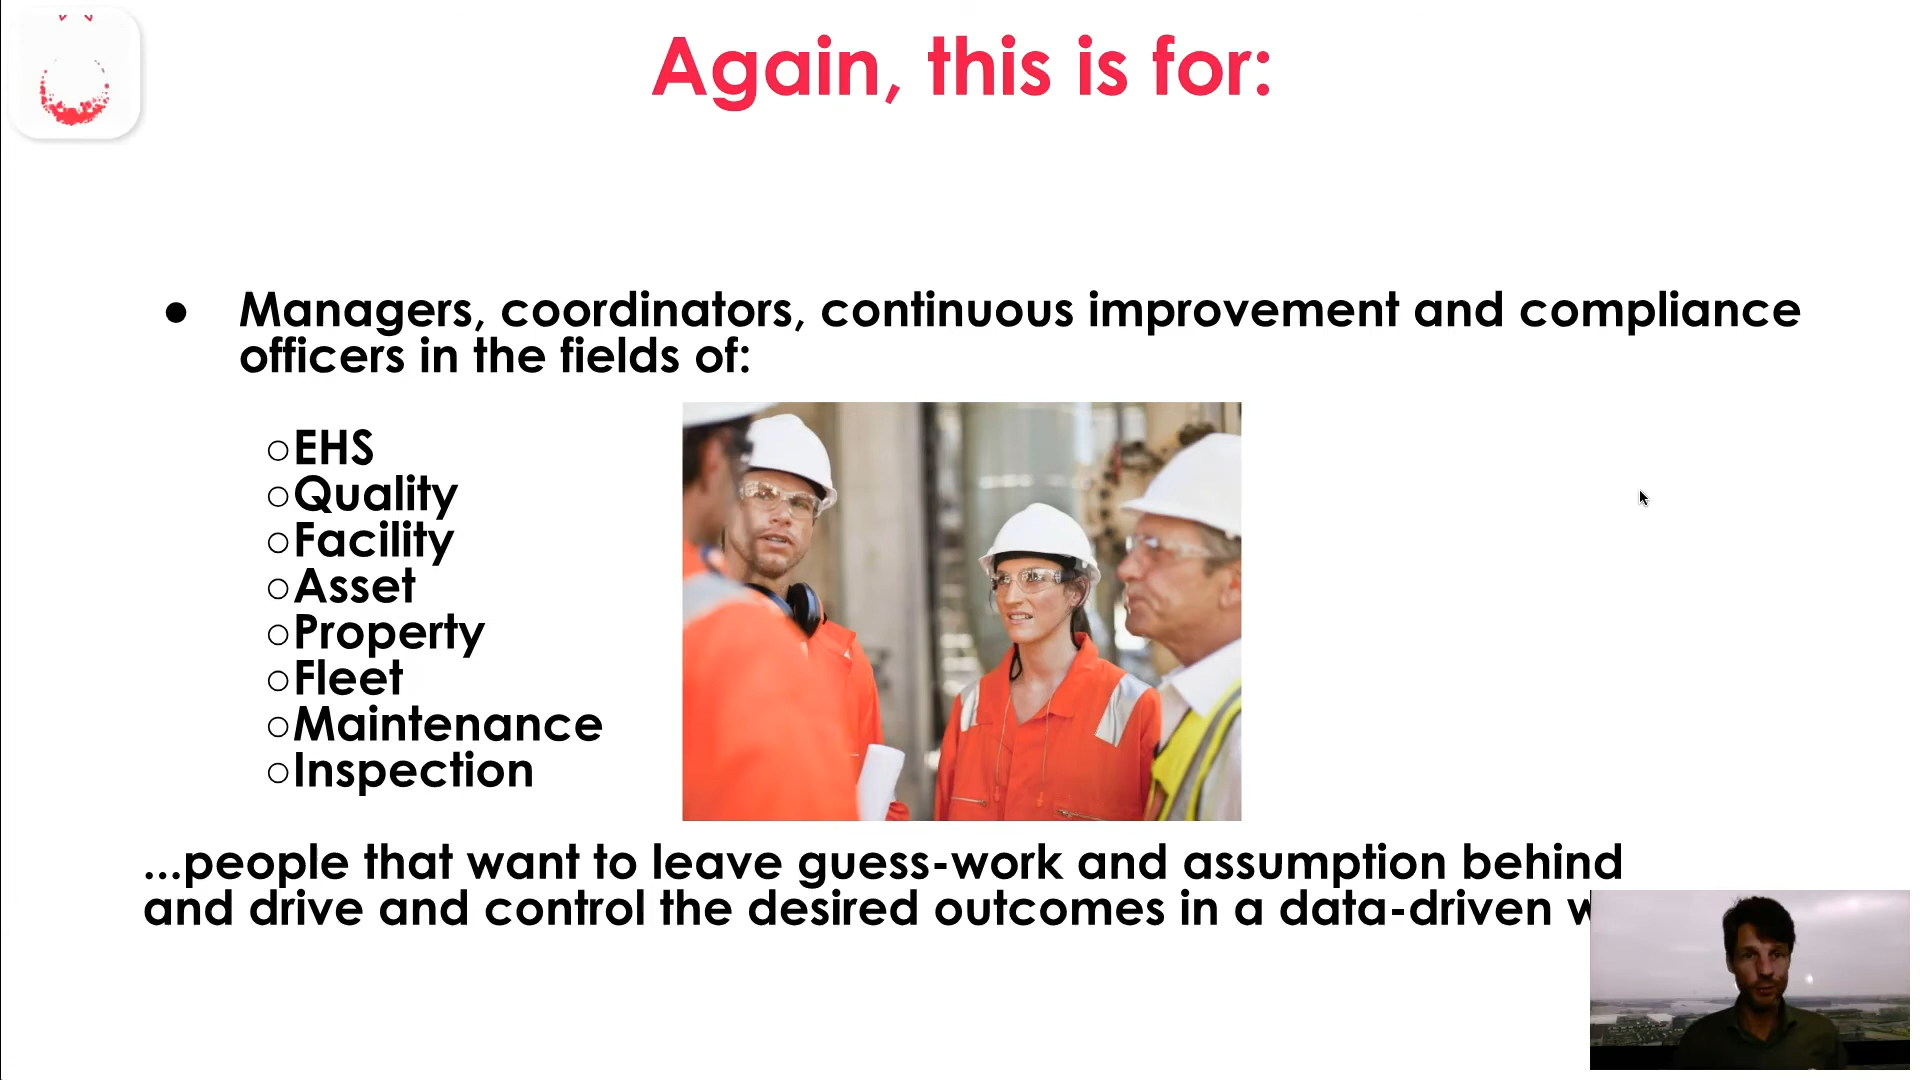 Again, this is for:
● Managers, coordinators, continuous improvement and compliance
officers in the fields of:
○EHS
○Quality
○Facility
○Asset
○Property
○Fleet
○Maintenance
○Inspection
...people that want to leave guess-work and assumption behind
and drive and control the desired outcomes in a data-driven